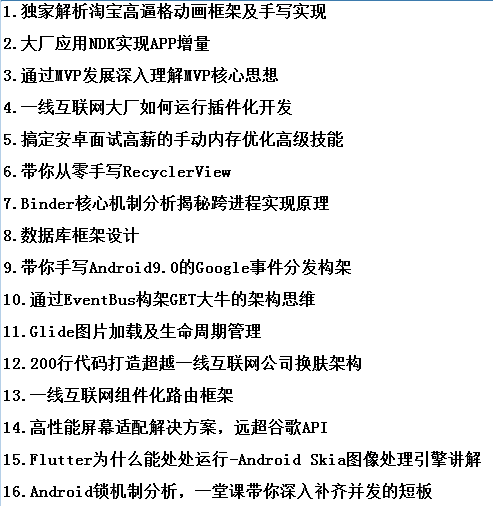 1.独家解析淘宝高逼格动画框架及手写实现
2.大厂应用NDK实现APP增量
3.通过MVP发展深入理解MVP核心思想
4.一线互联网大厂如何运行插件化开发
5.搞定安卓面试高薪的手动内存优化高级技能
6.带你从零手写RecyclerView
7.Binder核心机制分析揭秘跨进程实现原理
8.数据库框架设计
9.带你手写Android9.0的Google事件分发构架
10.通过EventBus构架GET大牛的架构思维
11.Glide图片加载及生命周期管理
12.200行代码打造超越一线互联网公司换肤架构
13.一线互联网组件化路由框架
14.高性能屏幕适配解决方案，远超谷歌API
15.Flutter为什么能处处运行-Android Skia图像处理引擎讲解
16.Android锁机制分析，一堂课带你深入补齐并发的短板